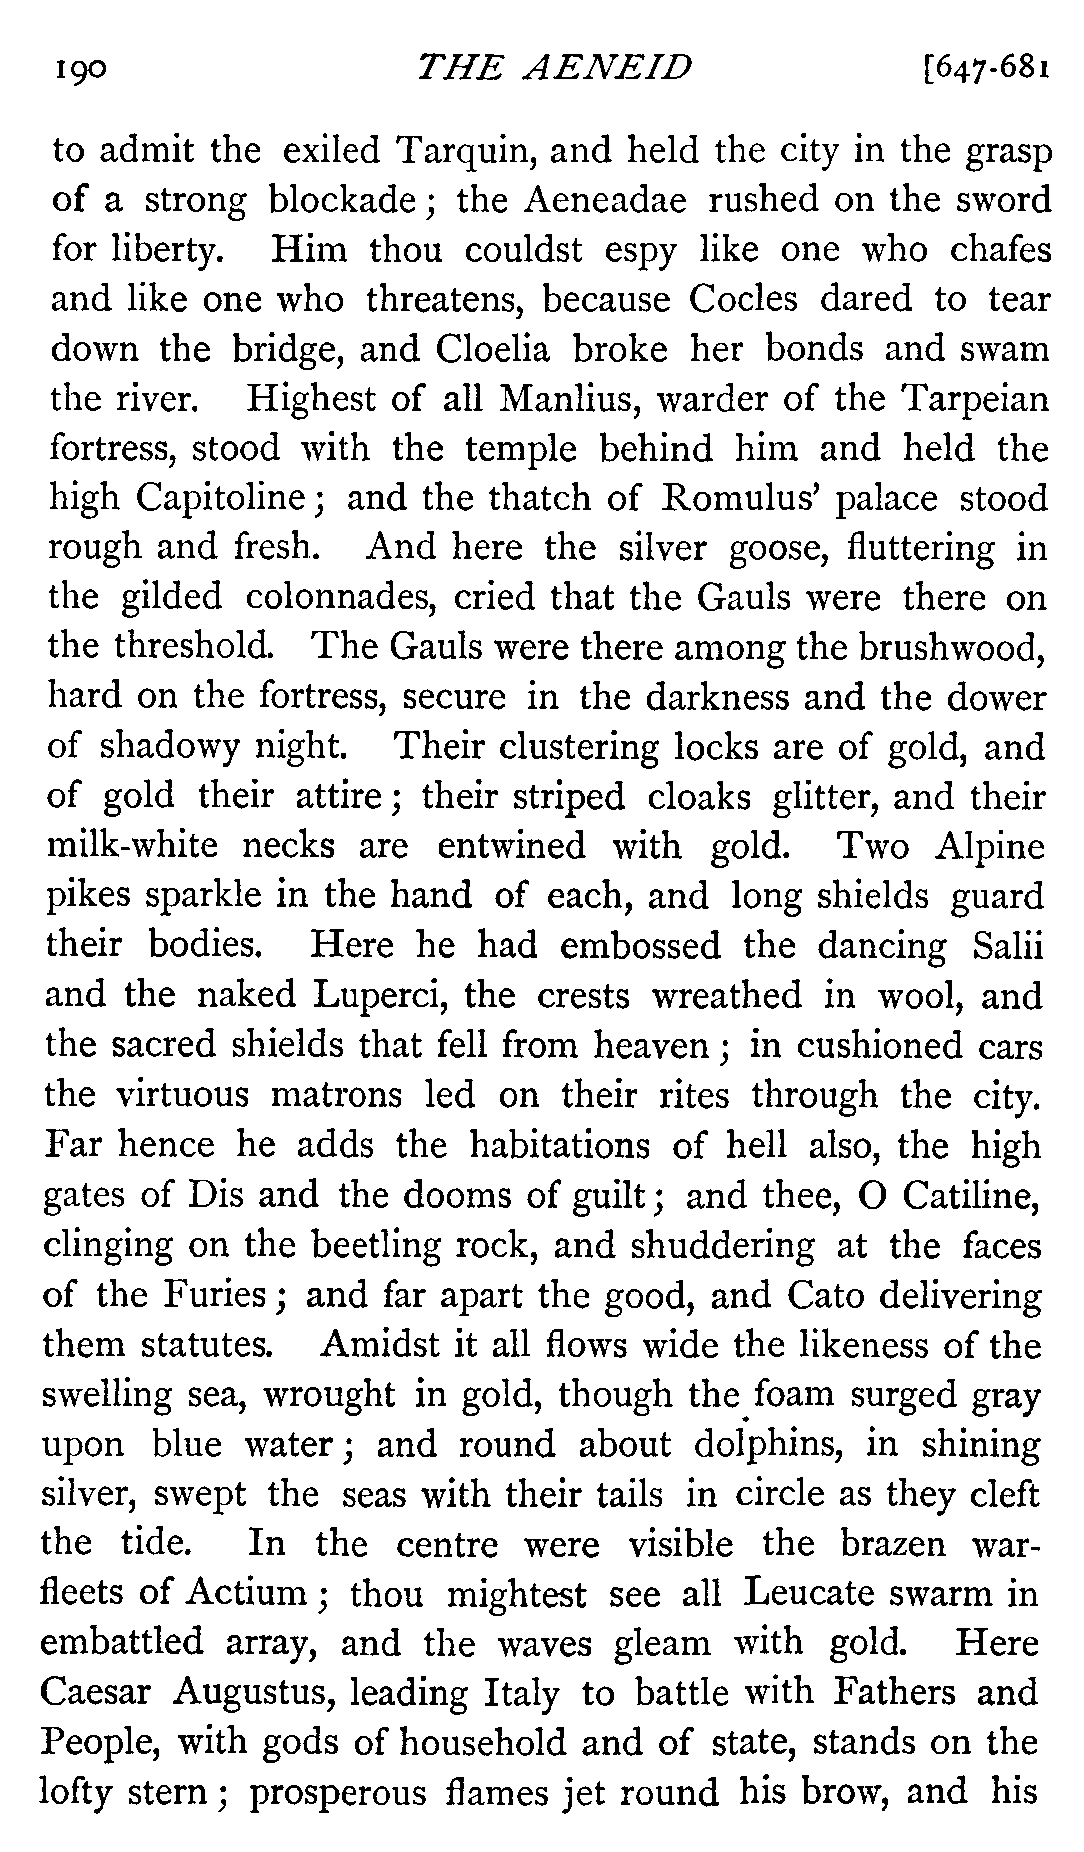 190 THE AENEID [647-681
to admit the exiled Tarquin, and held the city in the grasp
of a strong blockade ; the Aeneadae rushed on the sword
for liberty. Him thou couldst espy like one who chafes
and like one who threatens, because Cocles dared to tear
down the bridge, and Cloelia broke her bonds and swam
the river. Highest of all Manlius, warder of the Tarpeian
fortress, stood with the temple behind him and held the
high Capitoline ; and the thatch of Romulus’ palace stood
rough and fresh. And here the silver goose, fluttering in
the gilded colonnades, cried that the Gauls were there on
the threshold. The Gauls were there among the brushwood,
hard on the fortress, secure in the darkness and the dower
of shadowy night. Their clustering locks are of gold, and
of gold their attire ; their striped cloaks glitter, and their
milk-white necks are entwined with gold. Two Alpine
pikes sparkle in the hand of each, and long shields guard
their bodies. Here he had embossed the dancing Salii
and the naked Luperci, the crests wreathed in wool, and
the sacred shields that fell from heaven ; in cushioned cars
the virtuous matrons led on their rites through the city.
Far hence he adds the habitations of hell also, the high
gates of Dis and the dooms of guilt ; and thee, O Catiline,
clinging on the beetling rock, and shuddering at the faces
of the Furies ; and far apart the good, and Cato delivering
them statutes. Amidst it all flows wide the likeness of the
swelling sea, wrought in gold, though the foam surged gray
upon blue water ; and round about dolphins, in shining
silver, swept the seas with their tails in circle as they cleft
the tide. In the centre were visible the brazen war-
fleets of Actium ; thou mightest see all Leucate swarm in
embattled array, and the waves gleam with gold. Here
Caesar Augustus, leading Italy to battle with Fathers and
People, with gods of household and of state, stands on the
lofty stern ; prosperous flames jet round his brow, and his